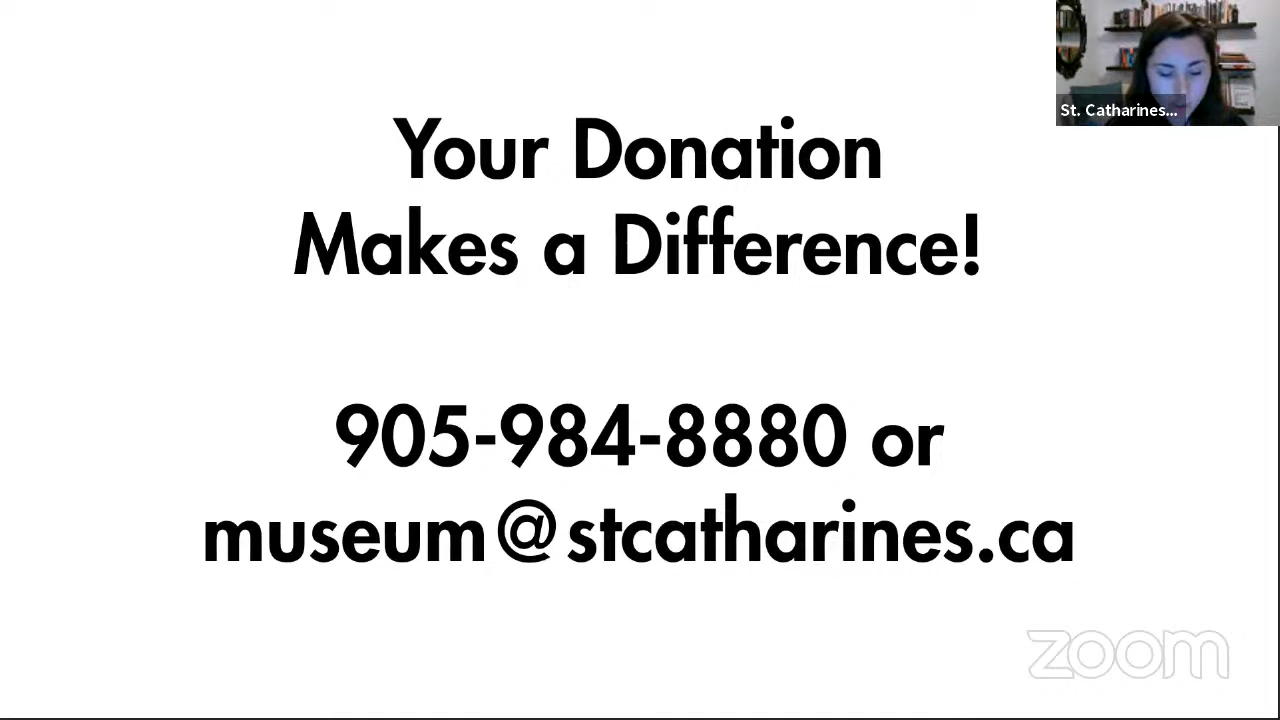 Your Donation
Makes a Difference!
905-984-8880 or
museum@stcatharines.ca
St. Catharines...
zoom